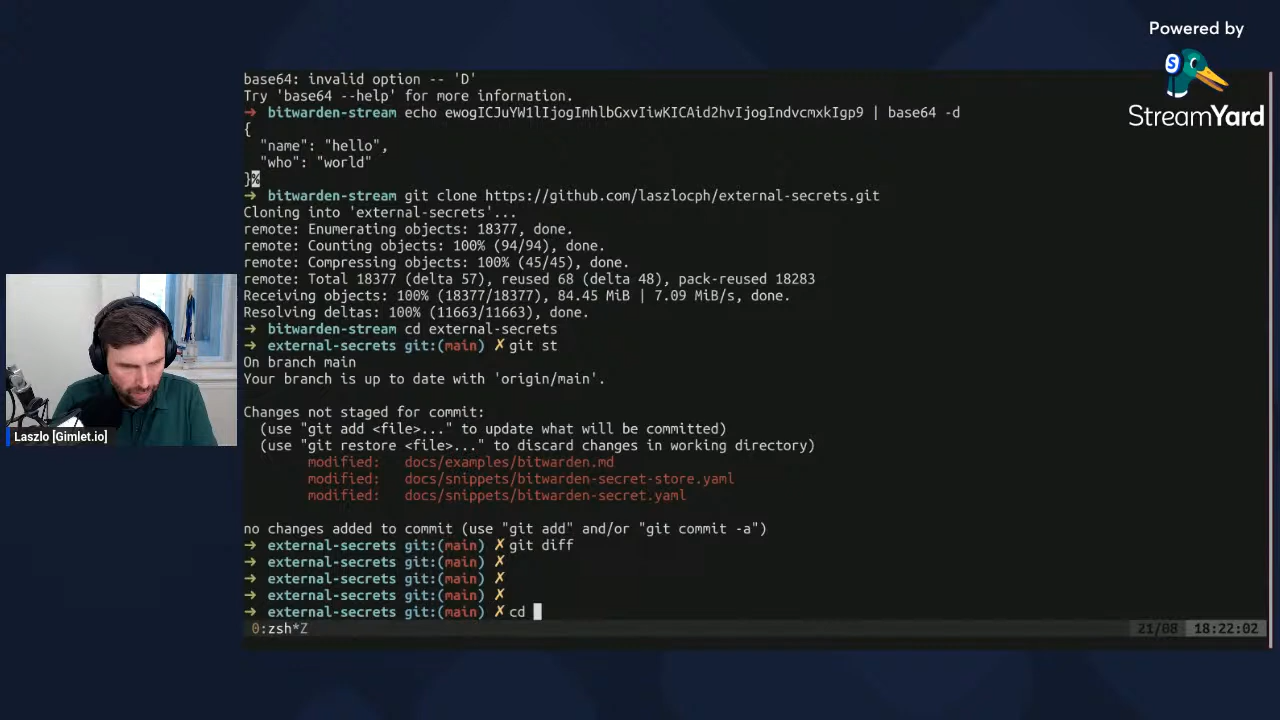 Powered by
StreamYard
base64: invalid option -- 'D'
Try 'base64 --help' for more information.
→ bitwarden-stream echo ewogICJuYW1lIjogImhlbGxvIiwKICAid2hvIjogIndvcmxkIgp9 | base64 -d
{
  "name": "hello",
  "who": "world"
}%
→ bitwarden-stream git clone https://github.com/laszlocph/external-secrets.git
Cloning into 'external-secrets'...
remote: Enumerating objects: 18377, done.
remote: Counting objects: 100% (94/94), done.
remote: Compressing objects: 100% (45/45), done.
remote: Total 18377 (delta 57), reused 68 (delta 48), pack-reused 18283
Receiving objects: 100% (18377/18377), 84.45 MiB | 7.09 MiB/s, done.
Resolving deltas: 100% (11663/11663), done.
→ bitwarden-stream cd external-secrets
→ external-secrets git:(main) ✗ git st
On branch main
Your branch is up to date with 'origin/main'.
Changes not staged for commit:
  (use "git add <file>..." to update what will be committed)
  (use "git restore <file>..." to discard changes in working directory)
        modified:   docs/examples/bitwarden.md
        modified:   docs/snippets/bitwarden-secret-store.yaml
        modified:   docs/snippets/bitwarden-secret.yaml
no changes added to commit (use "git add" and/or "git commit -a")
→ external-secrets git:(main) ✗ git diff
→ external-secrets git:(main) ✗
→ external-secrets git:(main) ✗
→ external-secrets git:(main) ✗
→ external-secrets git:(main) ✗ cd
0:zsh*Z
21/08 18:22:02
Laszlo [Gimlet.io]